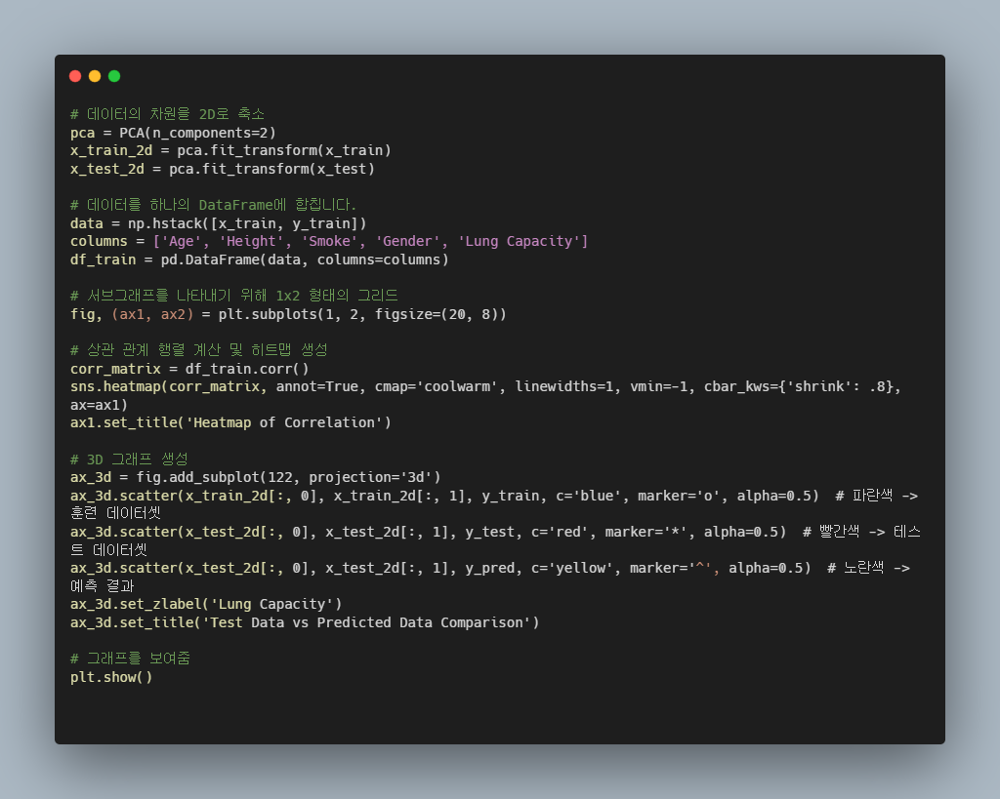 # 데이터의 차원을 2D로 축소
pca = PCA(n_components=2)
x_train_2d = pca.fit_transform(x_train)
x_test_2d = pca.fit_transform(x_test)
# 데이터를 하나의 DataFrame에 합칩니다.
data = np.hstack([x_train, y_train])
columns = ['Age', 'Height', 'Smoke', 'Gender', 'Lung Capacity']
df_train = pd.DataFrame(data, columns=columns)
# 서브그래프를 나타내기 위해 1x2 형태의 그리드
fig, (ax1, ax2) = plt.subplots(1, 2, figsize=(20, 8))
# 상관 관계 행렬 계산 및 히트맵 생성
corr_matrix = df_train.corr()
sns.heatmap(corr_matrix, annot=True, cmap='coolwarm', linewidths=1, vmin=-1, cbar_kws={'shrink': .8},
ax=ax1)
ax1.set_title('Heatmap of Correlation')
# 3D 그래프 생성
ax_3d = fig.add_subplot(122, projection='3d')
ax_3d.scatter(x_train_2d[:, 0], x_train_2d[:, 1], y_train, c='blue', marker='o', alpha=0.5)  # 파란색 ->
훈련 데이터셋
ax_3d.scatter(x_test_2d[:, 0], x_test_2d[:, 1], y_test, c='red', marker='*', alpha=0.5)  # 빨간색 -> 테스
트 데이터셋
ax_3d.scatter(x_test_2d[:, 0], x_test_2d[:, 1], y_pred, c='yellow', marker='^', alpha=0.5)  # 노란색 ->
예측 결과
ax_3d.set_zlabel('Lung Capacity')
ax_3d.set_title('Test Data vs Predicted Data Comparison')
# 그래프를 보여줌
plt.show()